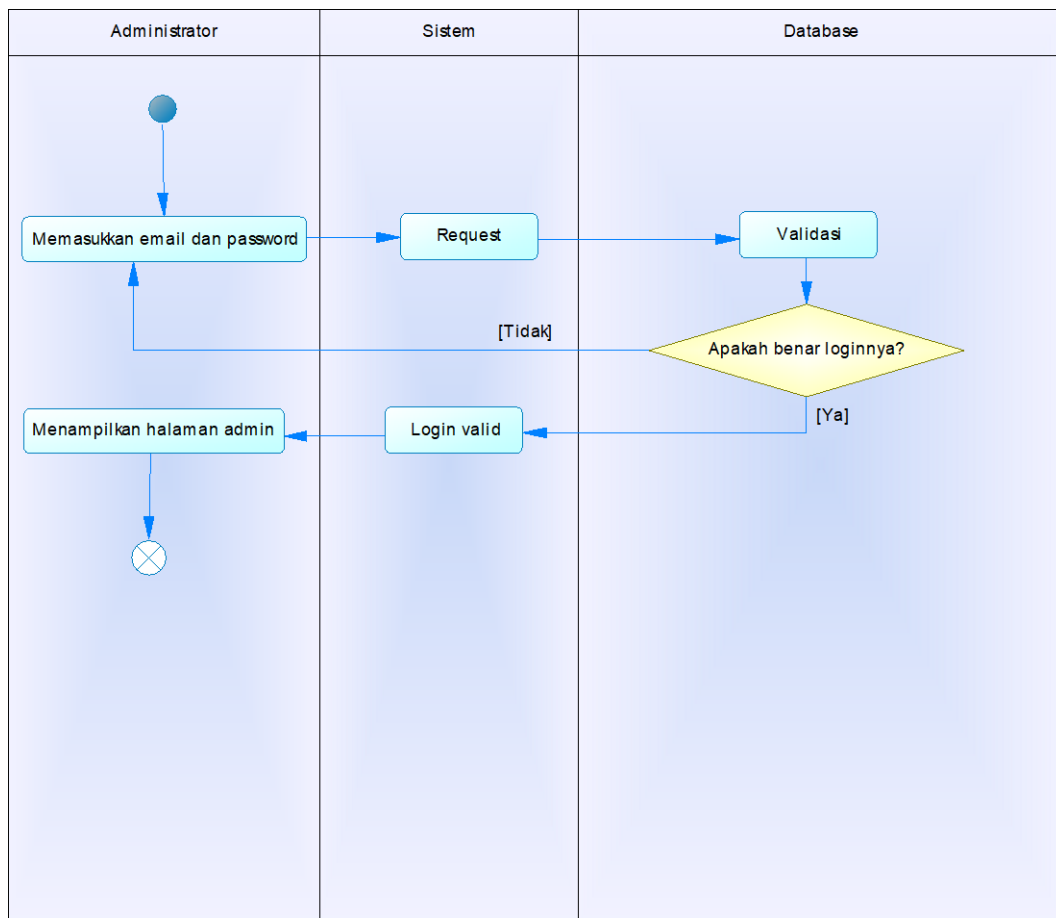 Administrator
Sistem
Database
Memasukkan email dan password
Request
Validasi
[Tidak]
Apakah benar loginnya?
[Ya]
Menampilkan halaman admin
Login valid